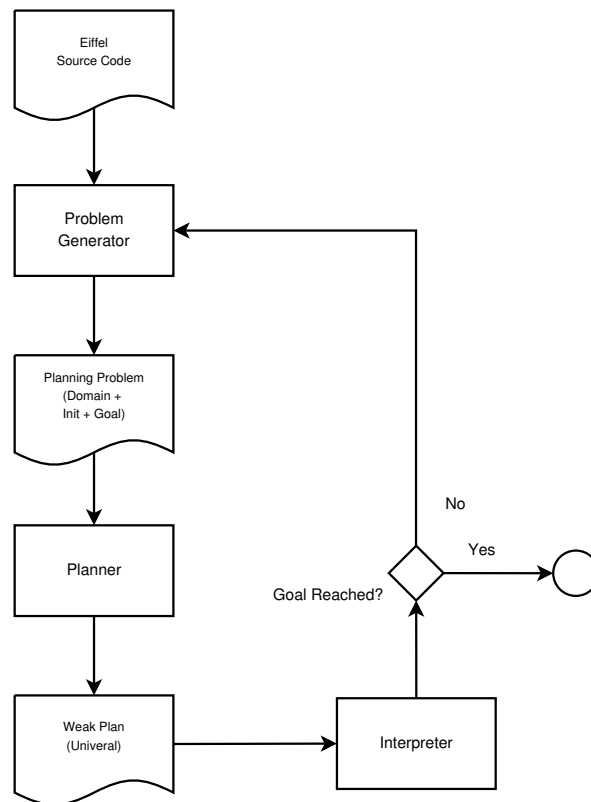 Eiffel
Source Code
Problem
Generator
Planning Problem
(Domain +
Init + Goal)
No
Yes
Planner
Goal Reached?
Weak Plan
(Univeral)
Interpreter